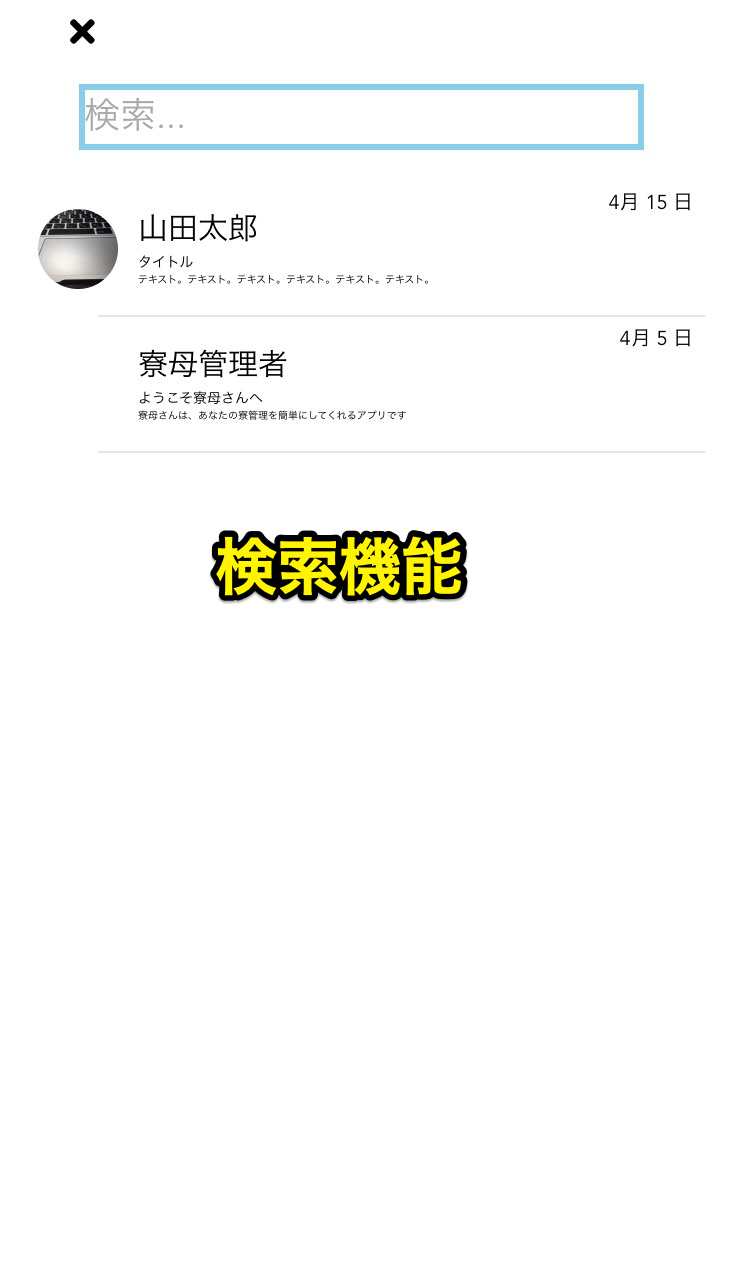 検索...
4月 15 日
山田太郎
タイトル
テキスト。テキスト。テキスト。テキスト。テキスト。テキスト。
4月 5 日
寮母管理者
ようこそ寮母さんへ
寮母さんは、あなたの寮管理を簡単にしてくれるアプリです
検索機能